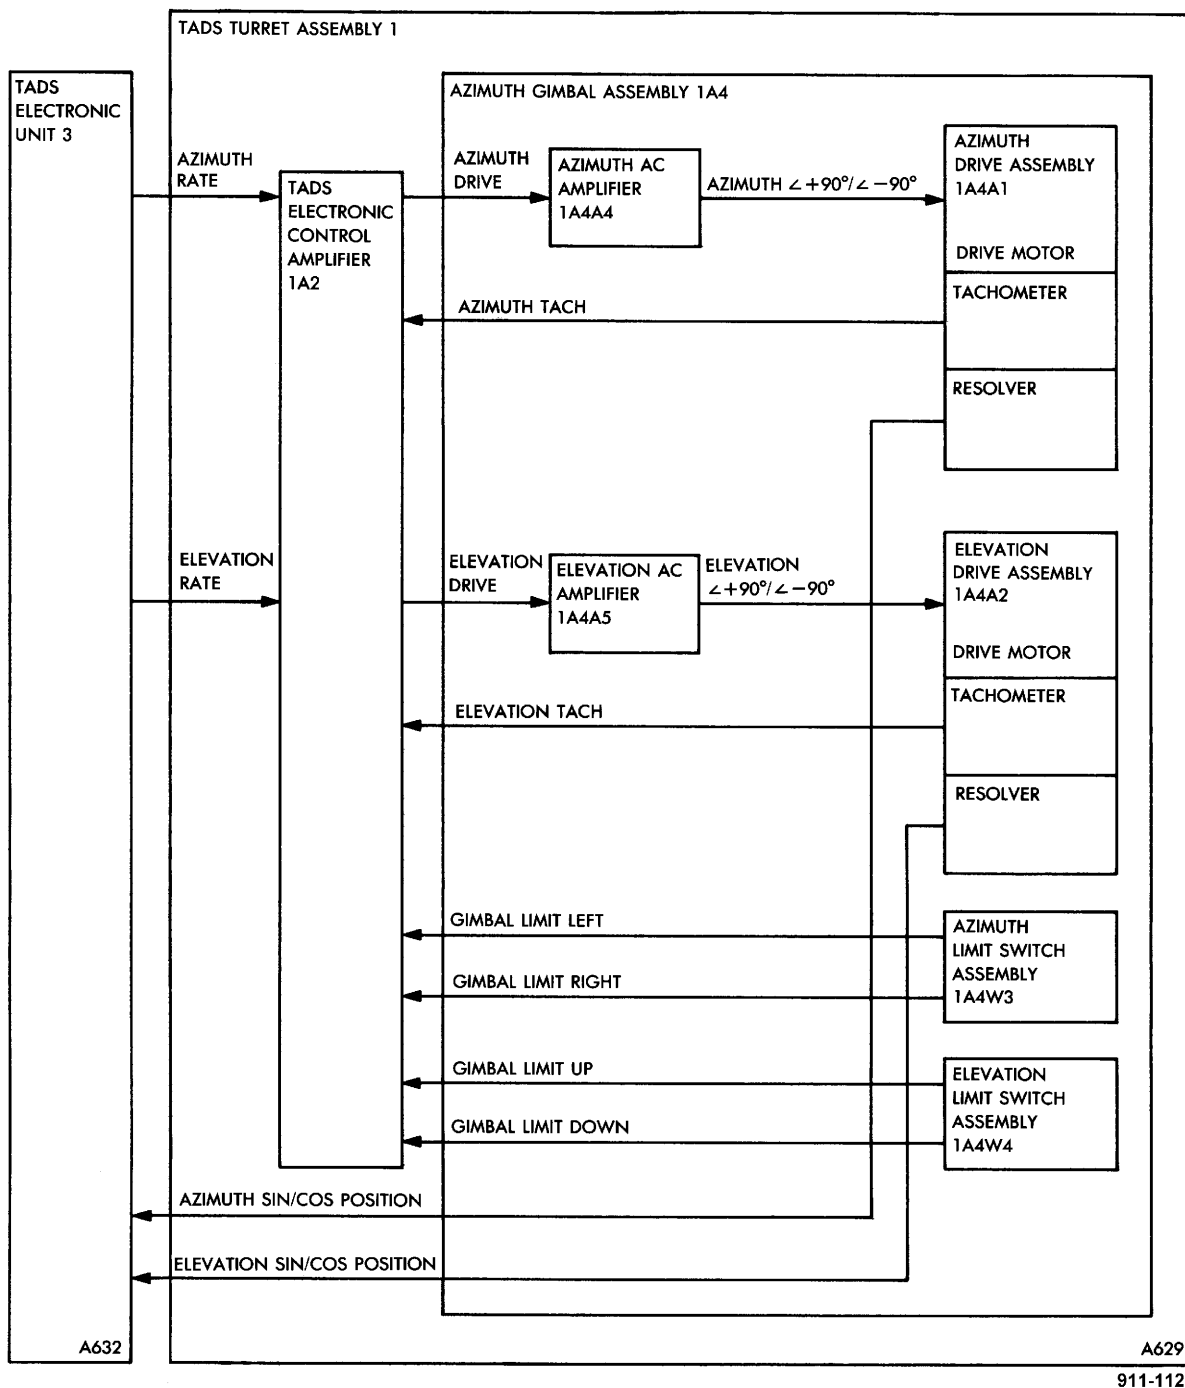 TADS TURRET ASSEMBLY 1
TADS
ELECTRONIC
UNIT 3
AZIMUTH GIMBAL ASSEMBLY 1A4
AZIMUTH
RATE
TADS
ELECTRONIC
CONTROL
AMPLIFIER
1A2
AZIMUTH
DRIVE
AZIMUTH AC
AMPLIFIER
1A4A4
AZIMUTH ∠+90°/∠−90°
AZIMUTH
DRIVE ASSEMBLY
1A4A1
DRIVE MOTOR
AZIMUTH TACH
TACHOMETER
RESOLVER
ELEVATION
RATE
ELEVATION
DRIVE
ELEVATION AC
AMPLIFIER
1A4A5
ELEVATION
∠+90°/∠−90°
ELEVATION
DRIVE ASSEMBLY
1A4A2
DRIVE MOTOR
ELEVATION TACH
TACHOMETER
RESOLVER
GIMBAL LIMIT LEFT
GIMBAL LIMIT RIGHT
AZIMUTH
LIMIT SWITCH
ASSEMBLY
1A4W3
GIMBAL LIMIT UP
GIMBAL LIMIT DOWN
ELEVATION
LIMIT SWITCH
ASSEMBLY
1A4W4
AZIMUTH SIN/COS POSITION
ELEVATION SIN/COS POSITION
A632
A629
911-112